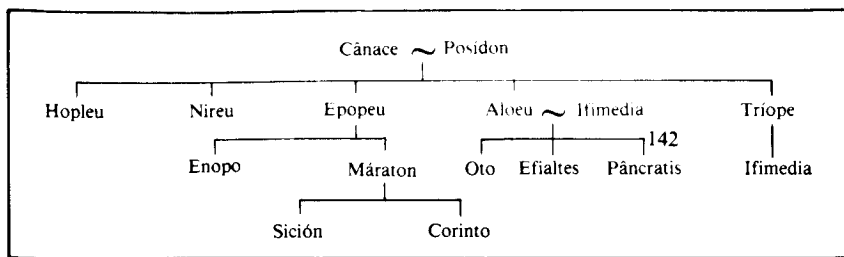 Cânace ~ Posídon
Hopleu Nireu Epopeu Aloeu ~ Ifimedia Tríope
142
Enopo Máraton Oto Efialtes Pâncratis Ifimedia
Sición Corinto